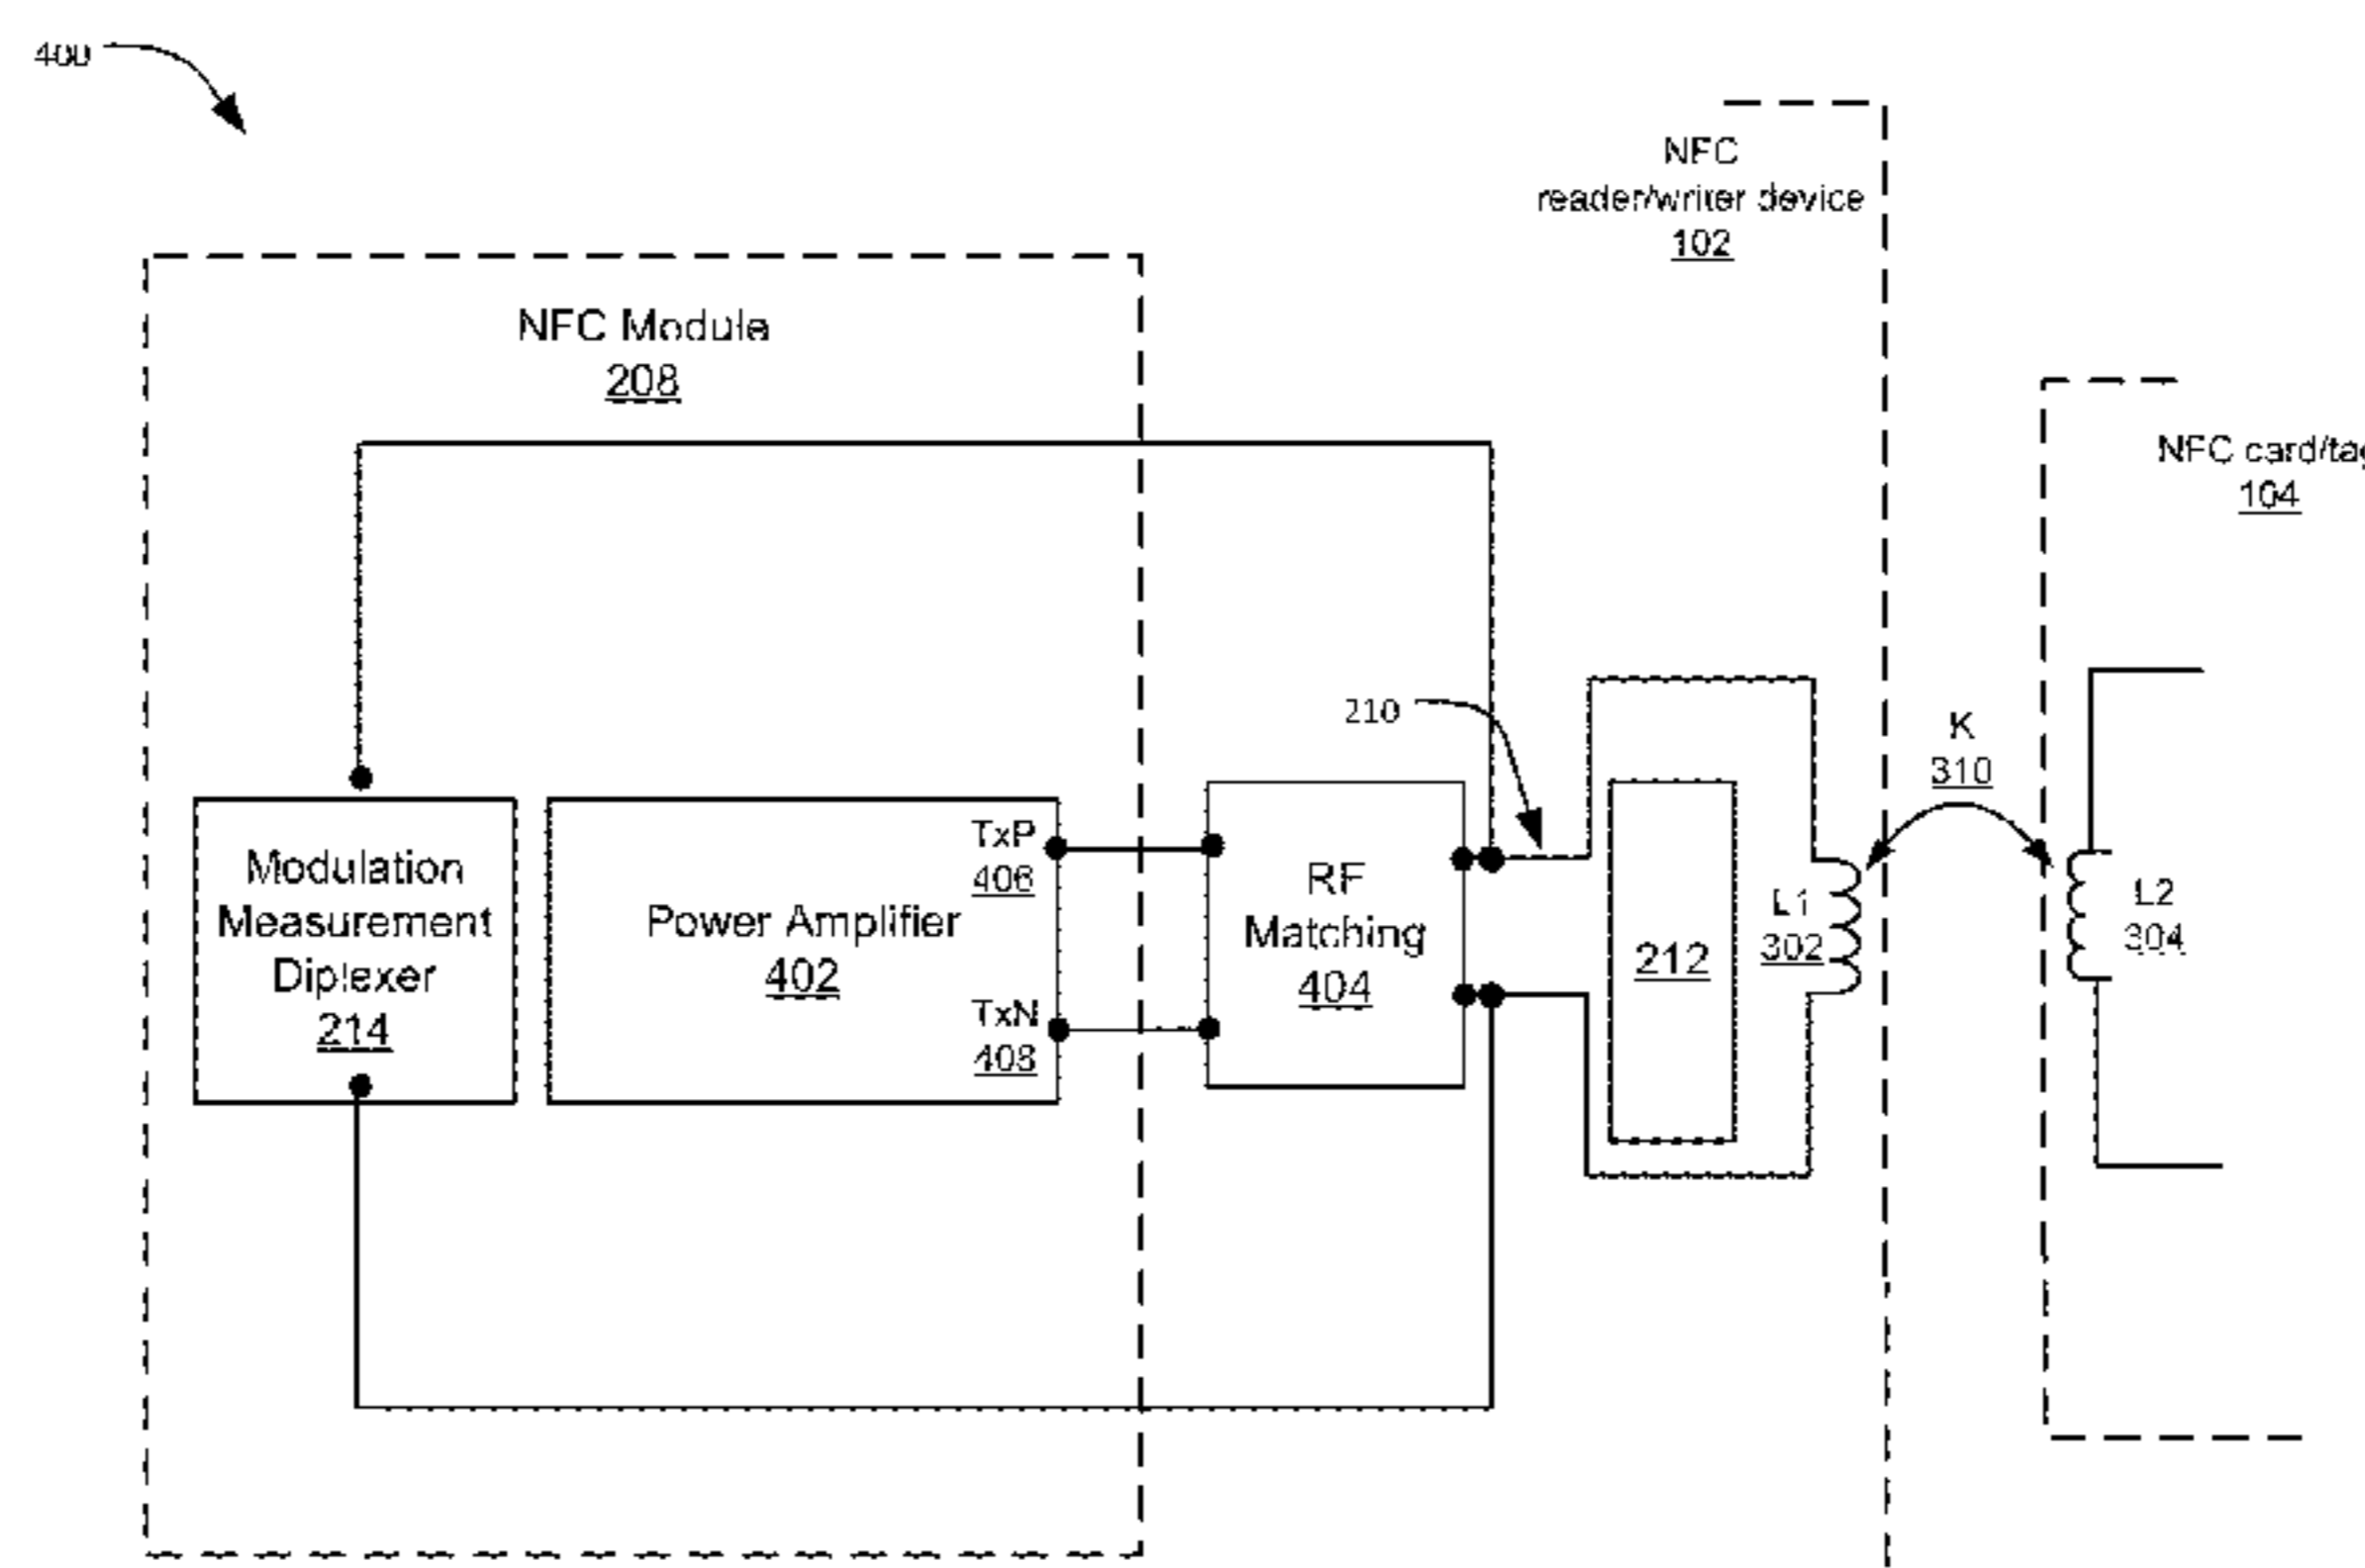 400
NFC
reader/writer device
102
NFC Module
208
NFC card/tag
104
210
K
310
Modulation
Measurement
Diplexer
214
Power Amplifier
402
TxP
406
TxN
408
RF
Matching
404
212
L1
302
L2
304